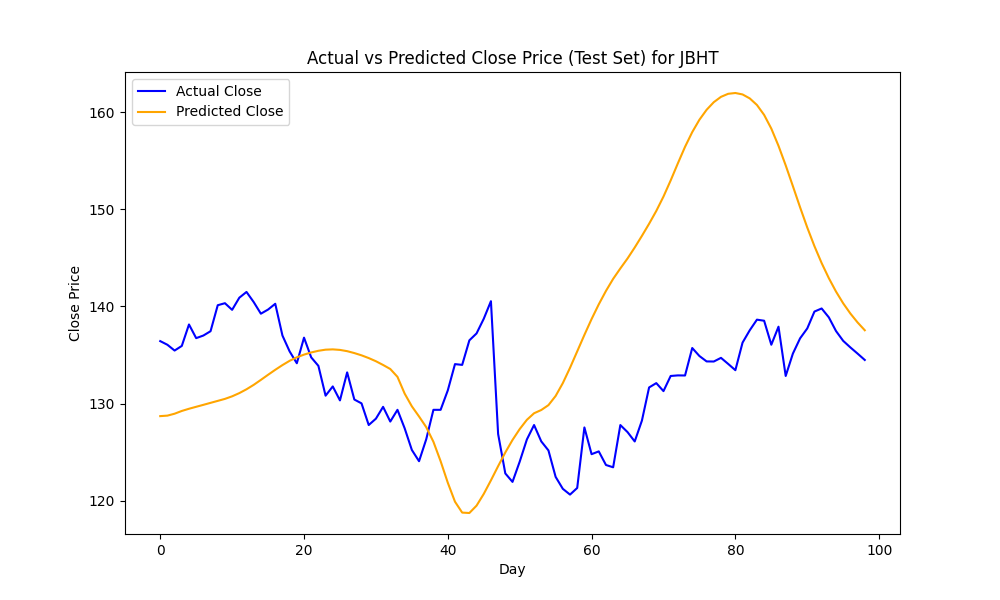 Actual vs Predicted Close Price (Test Set) for JBHT
Actual Close
Predicted Close
160
150
140
130
120
Close Price
0 20 40 60 80 100
Day